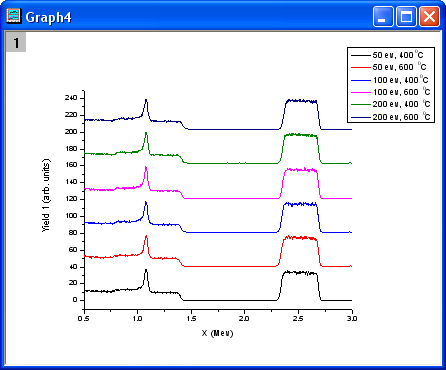 Graph4
1
50 ev, 400 °C
50 ev, 600 °C
100 ev, 400 °C
100 ev, 600 °C
200 ev, 400 °C
200 ev, 600 °C
240
220
200
180
160
140
120
100
80
60
40
20
0
Yield 1 (arb. units)
0.5 1.0 1.5 2.0 2.5 3.0
X (Mev)